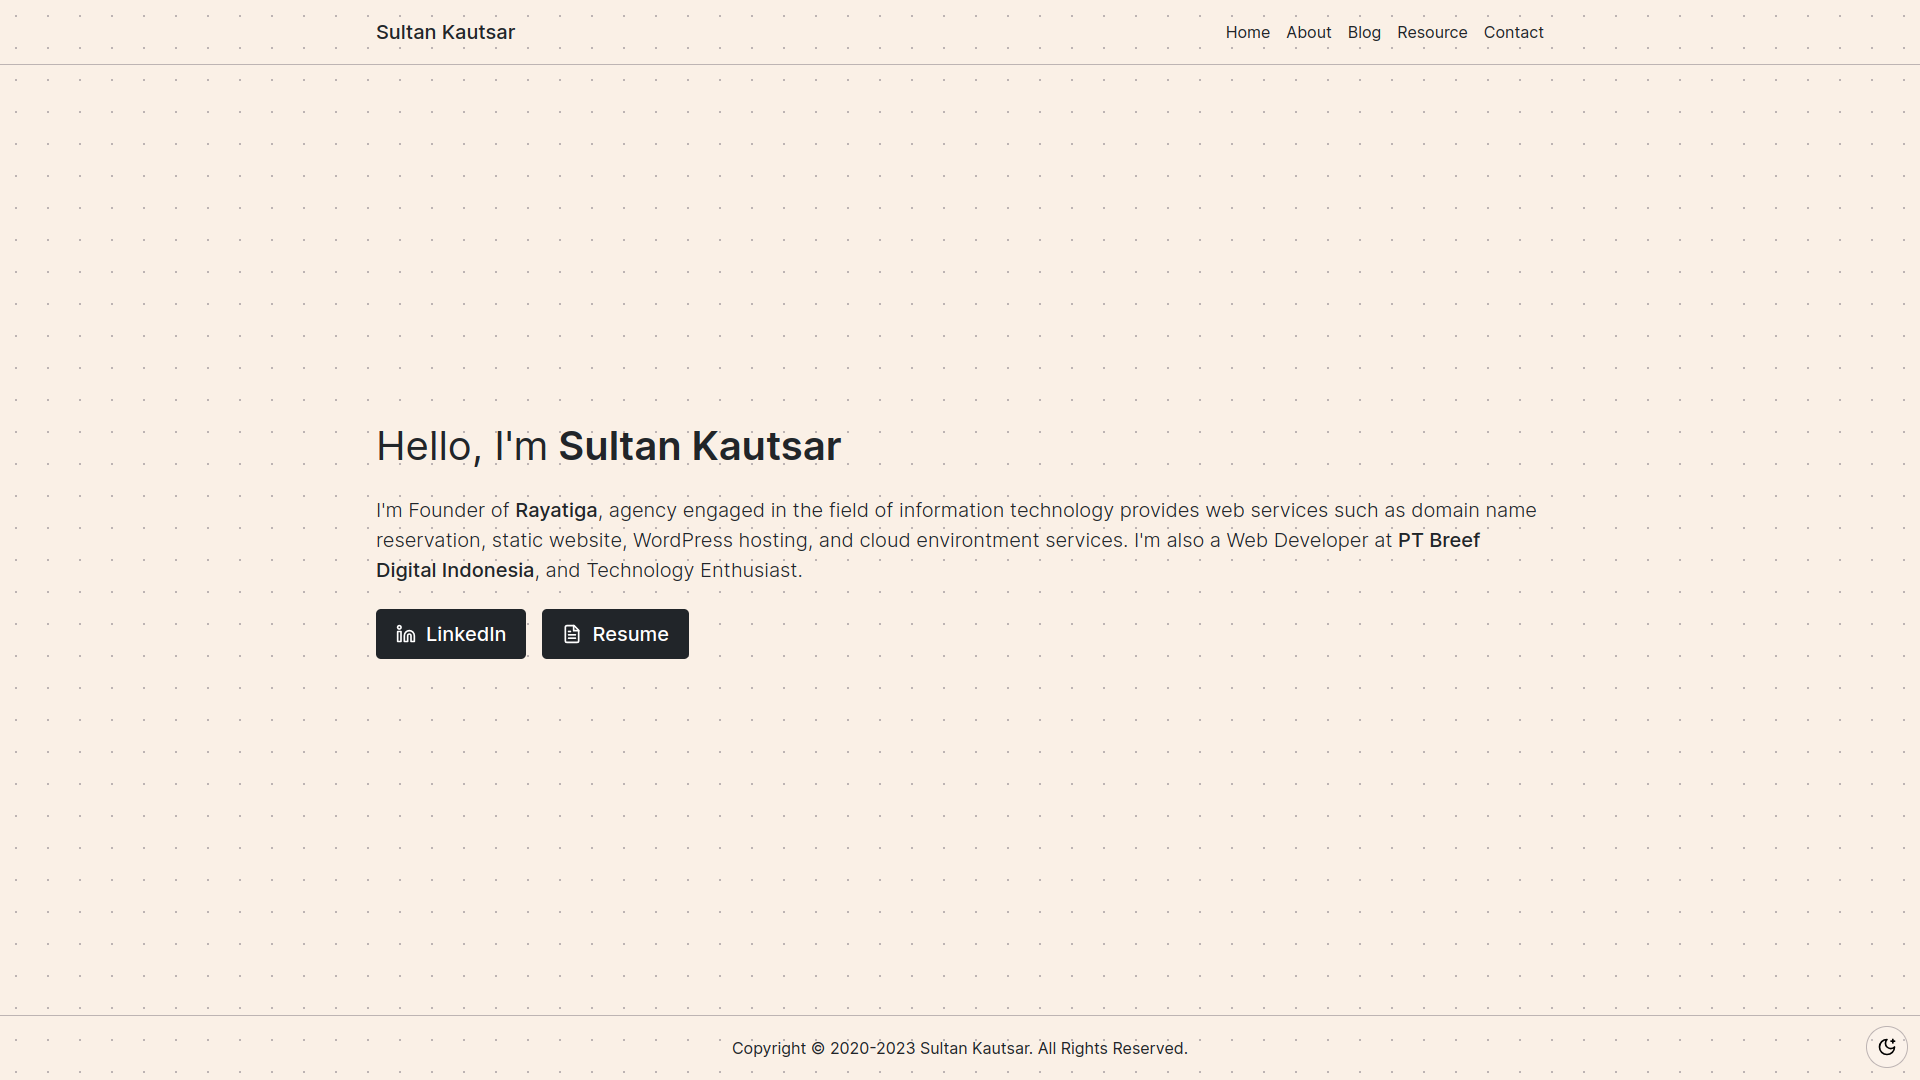 Sultan Kautsar
Home About Blog Resource Contact
Hello, I'm Sultan Kautsar
I'm Founder of Rayatiga, agency engaged in the field of information technology provides web services such as domain name
reservation, static website, WordPress hosting, and cloud environtment services. I'm also a Web Developer at PT Breef
Digital Indonesia, and Technology Enthusiast.
LinkedIn Resume
Copyright © 2020-2023 Sultan Kautsar. All Rights Reserved.